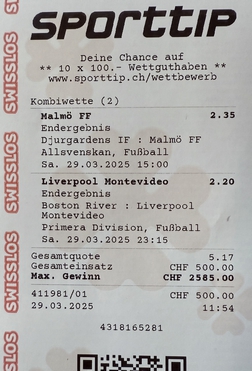 SPORTTIP
Deine Chance auf
** 10 x 100.- Wettguthaben **
www.sporttip.ch/wettbewerb
Kombiwette (2)
Malmö FF 2.35
Endergebnis
Djurgardens IF : Malmö FF
Allsvenskan, Fußball
Sa. 29.03.2025 15:00
Liverpool Montevideo 2.20
Endergebnis
Boston River : Liverpool
Montevideo
Primera Division, Fußball
Sa. 29.03.2025 23:15
Gesamtquote 5.17
Gesamteinsatz CHF 500.00
Max. Gewinn CHF 2585.00
411981/01 CHF 500.00
29.03.2025 11:54
4318165281
SWISSLOS
SWISSLOS
SWISSLOS
SWISSLOS